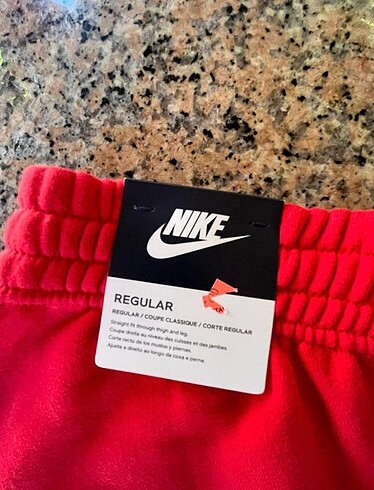 NIKE
REGULAR
REGULAR / COUPE CLASSIQUE / CORTE REGULAR
Straight fit through thigh and leg.
Coupe droite au niveau des cuisses et des jambes.
Corte recto de los muslos y piernas.
Ajuste a direito ao longo da coxa e perna.